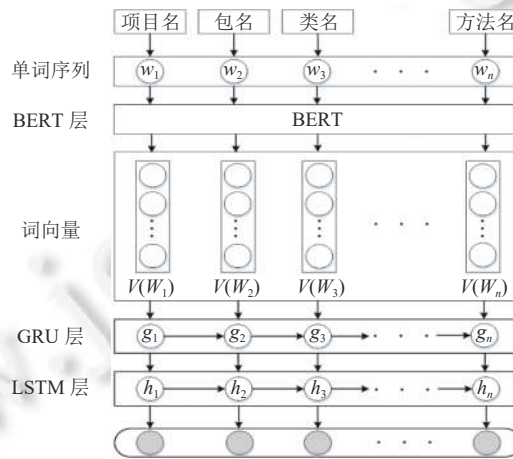 项目名 包名 类名 方法名
单词序列 w1 w2 w3 · · · wn
BERT 层 BERT
词向量
V(W1) V(W2) V(W3) V(Wn)
GRU 层 g1 g2 g3 · · · gn
LSTM 层 h1 h2 h3 · · · hn